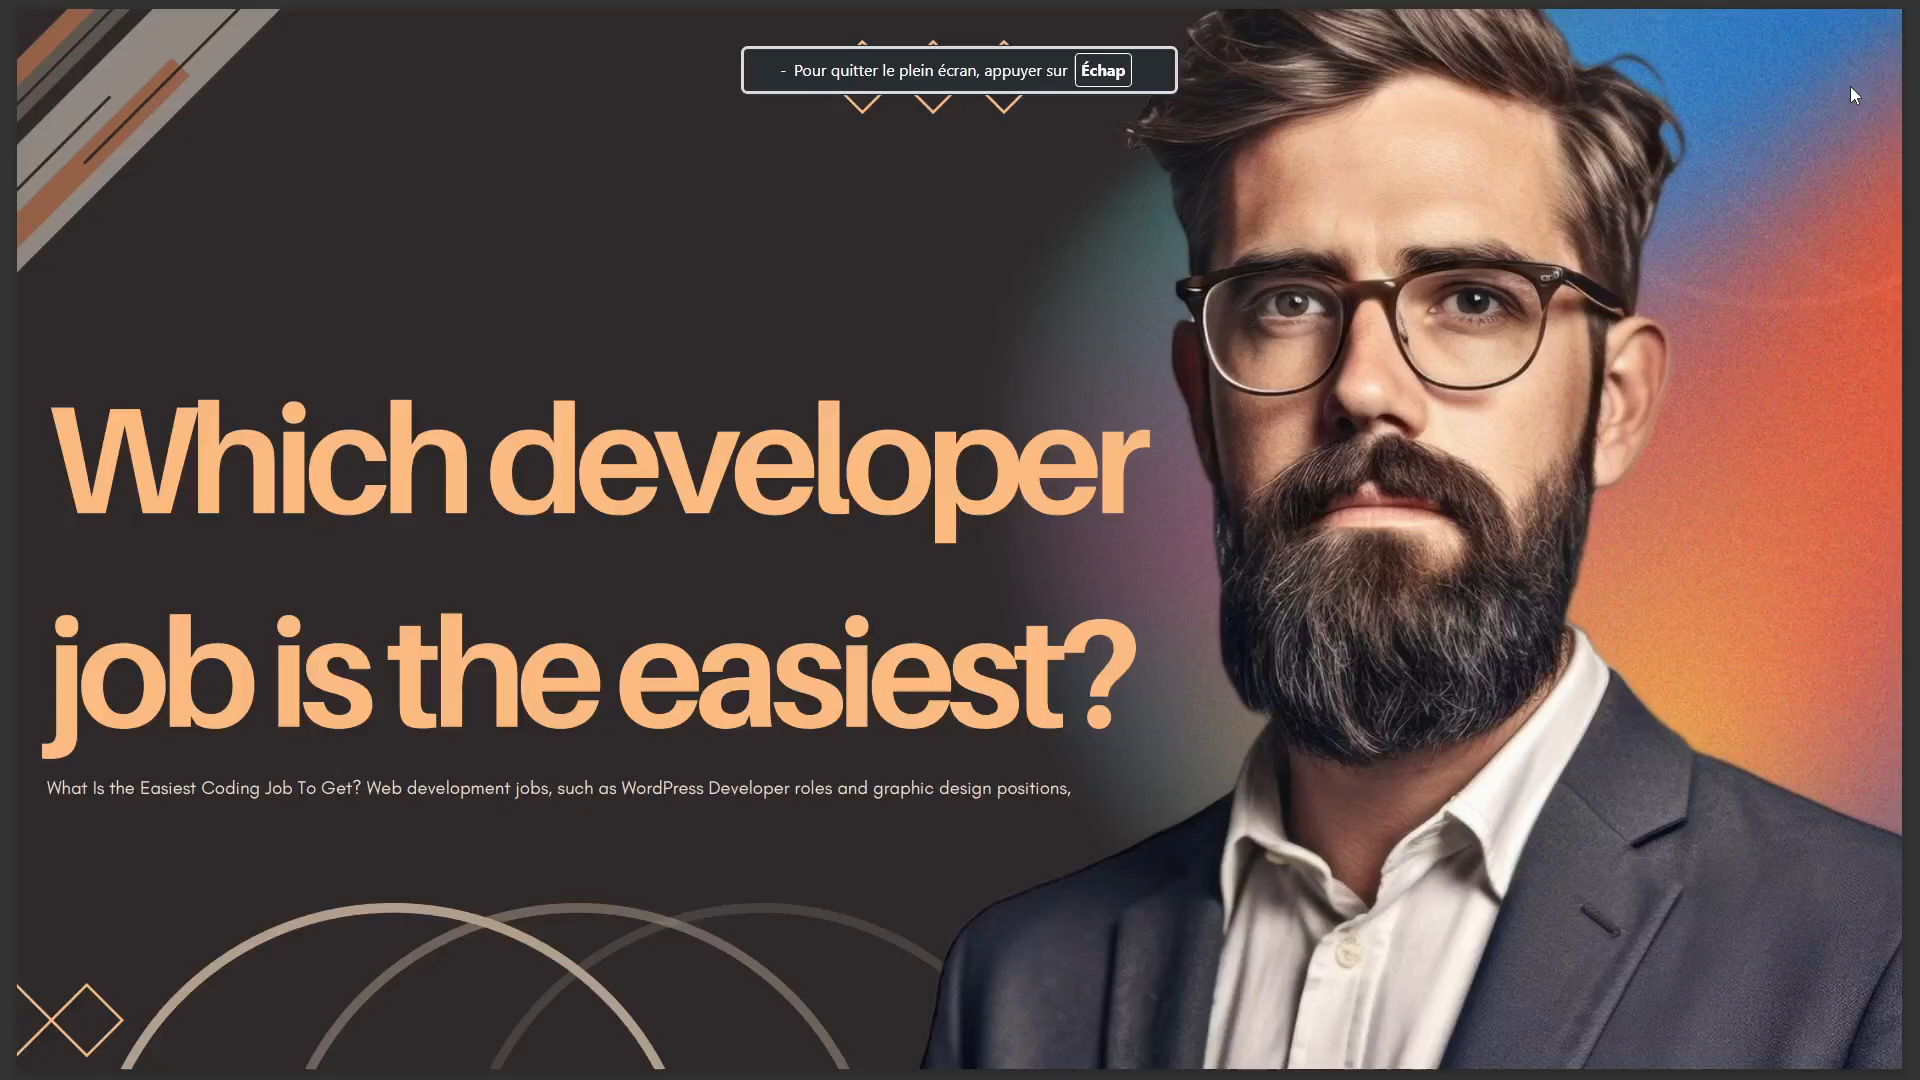 - Pour quitter le plein écran, appuyer sur Échap
Which developer
job is the easiest?
What Is the Easiest Coding Job To Get? Web development jobs, such as WordPress Developer roles and graphic design positions,